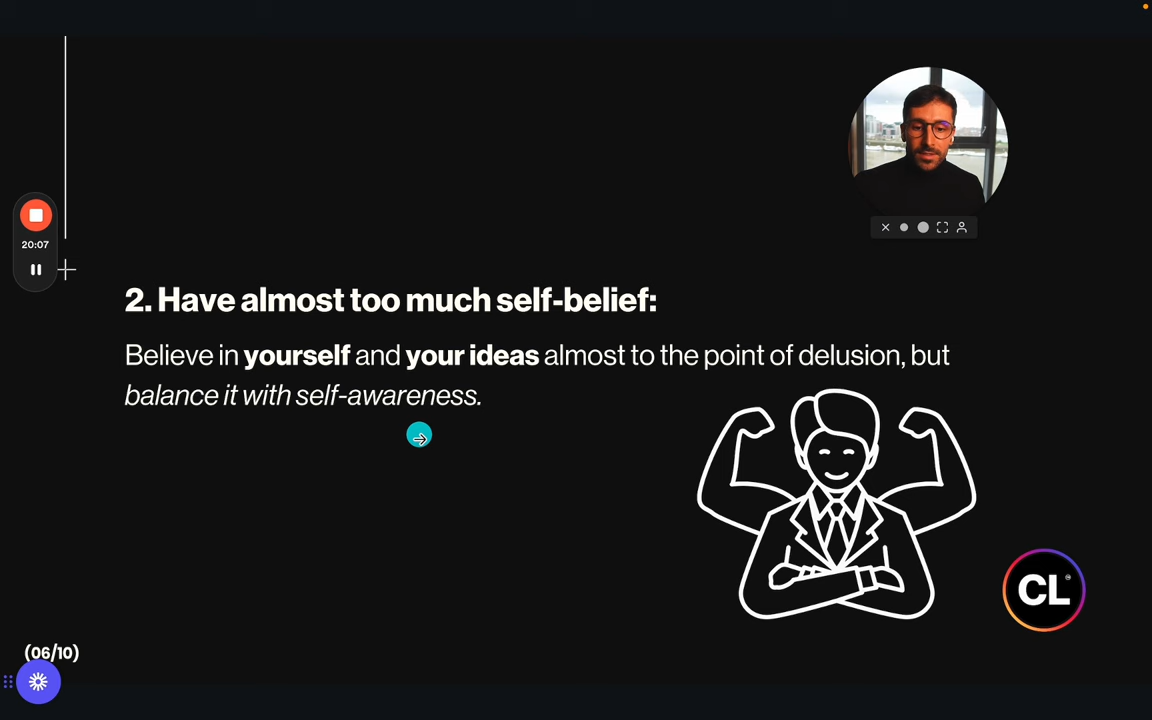 20:07
2. Have almost too much self-belief:
Believe in yourself and your ideas almost to the point of delusion, but
balance it with self-awareness.
CL
(06/10)